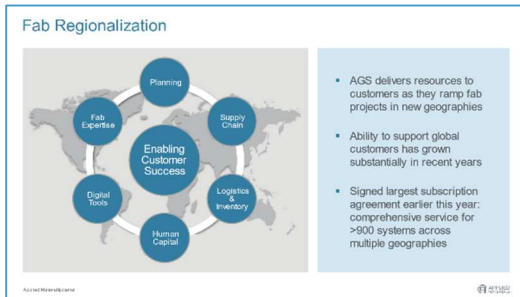 Fab Regionalization
Planning
Fab
Expertise
Supply
Chain
Enabling
Customer
Success
Digital
Tools
Logistics
&
Inventory
Human
Capital
▪ AGS delivers resources to
customers as they ramp fab
projects in new geographies
▪ Ability to support global
customers has grown
substantially in recent years
▪ Signed largest subscription
agreement earlier this year:
comprehensive service for
>900 systems across
multiple geographies